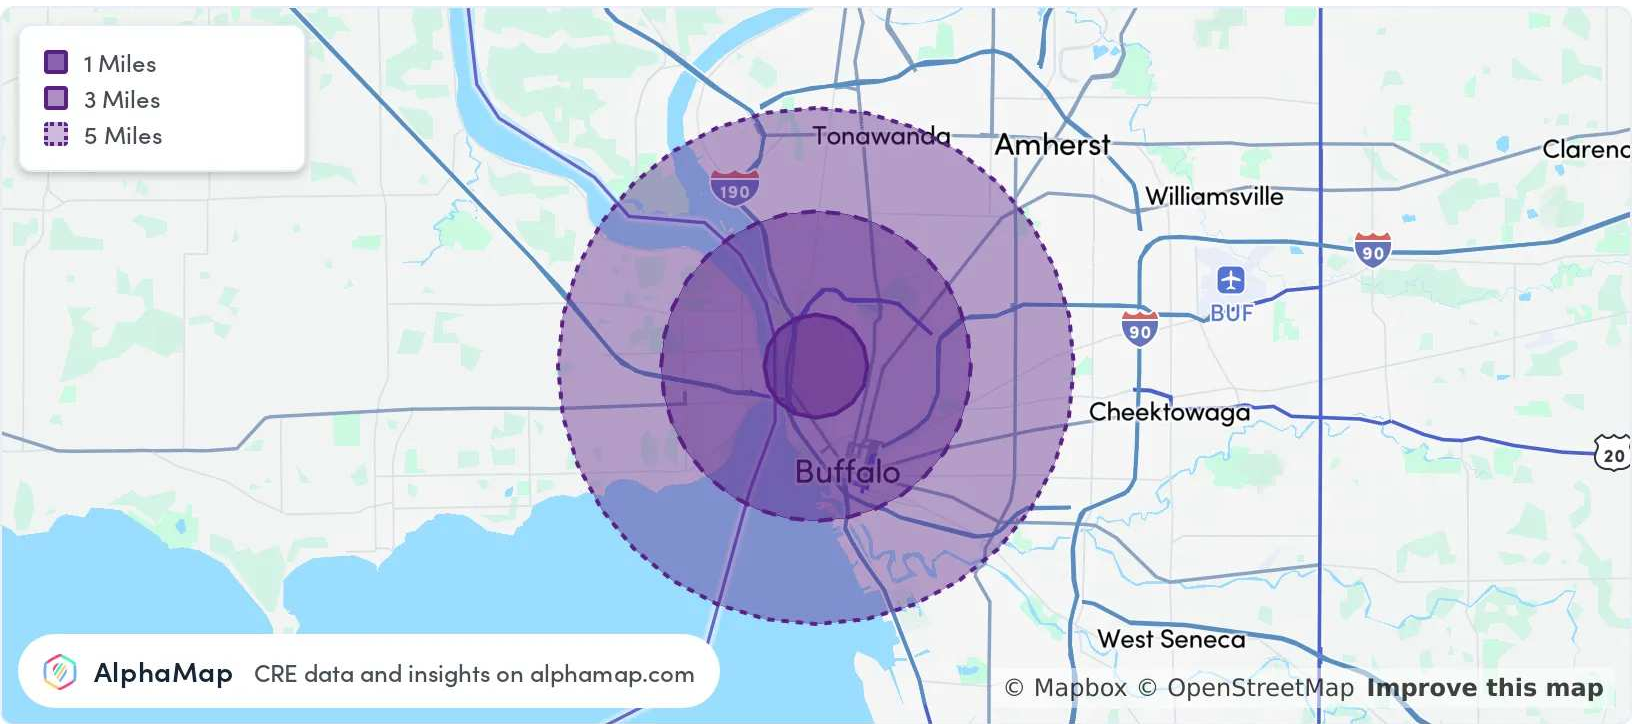 1 Miles
3 Miles
5 Miles
Tonawanda
Amherst
Clarenc
190
Williamsville
90
BUF
90
Cheektowaga
20
Buffalo
West Seneca
AlphaMap CRE data and insights on alphamap.com
© Mapbox © OpenStreetMap Improve this map